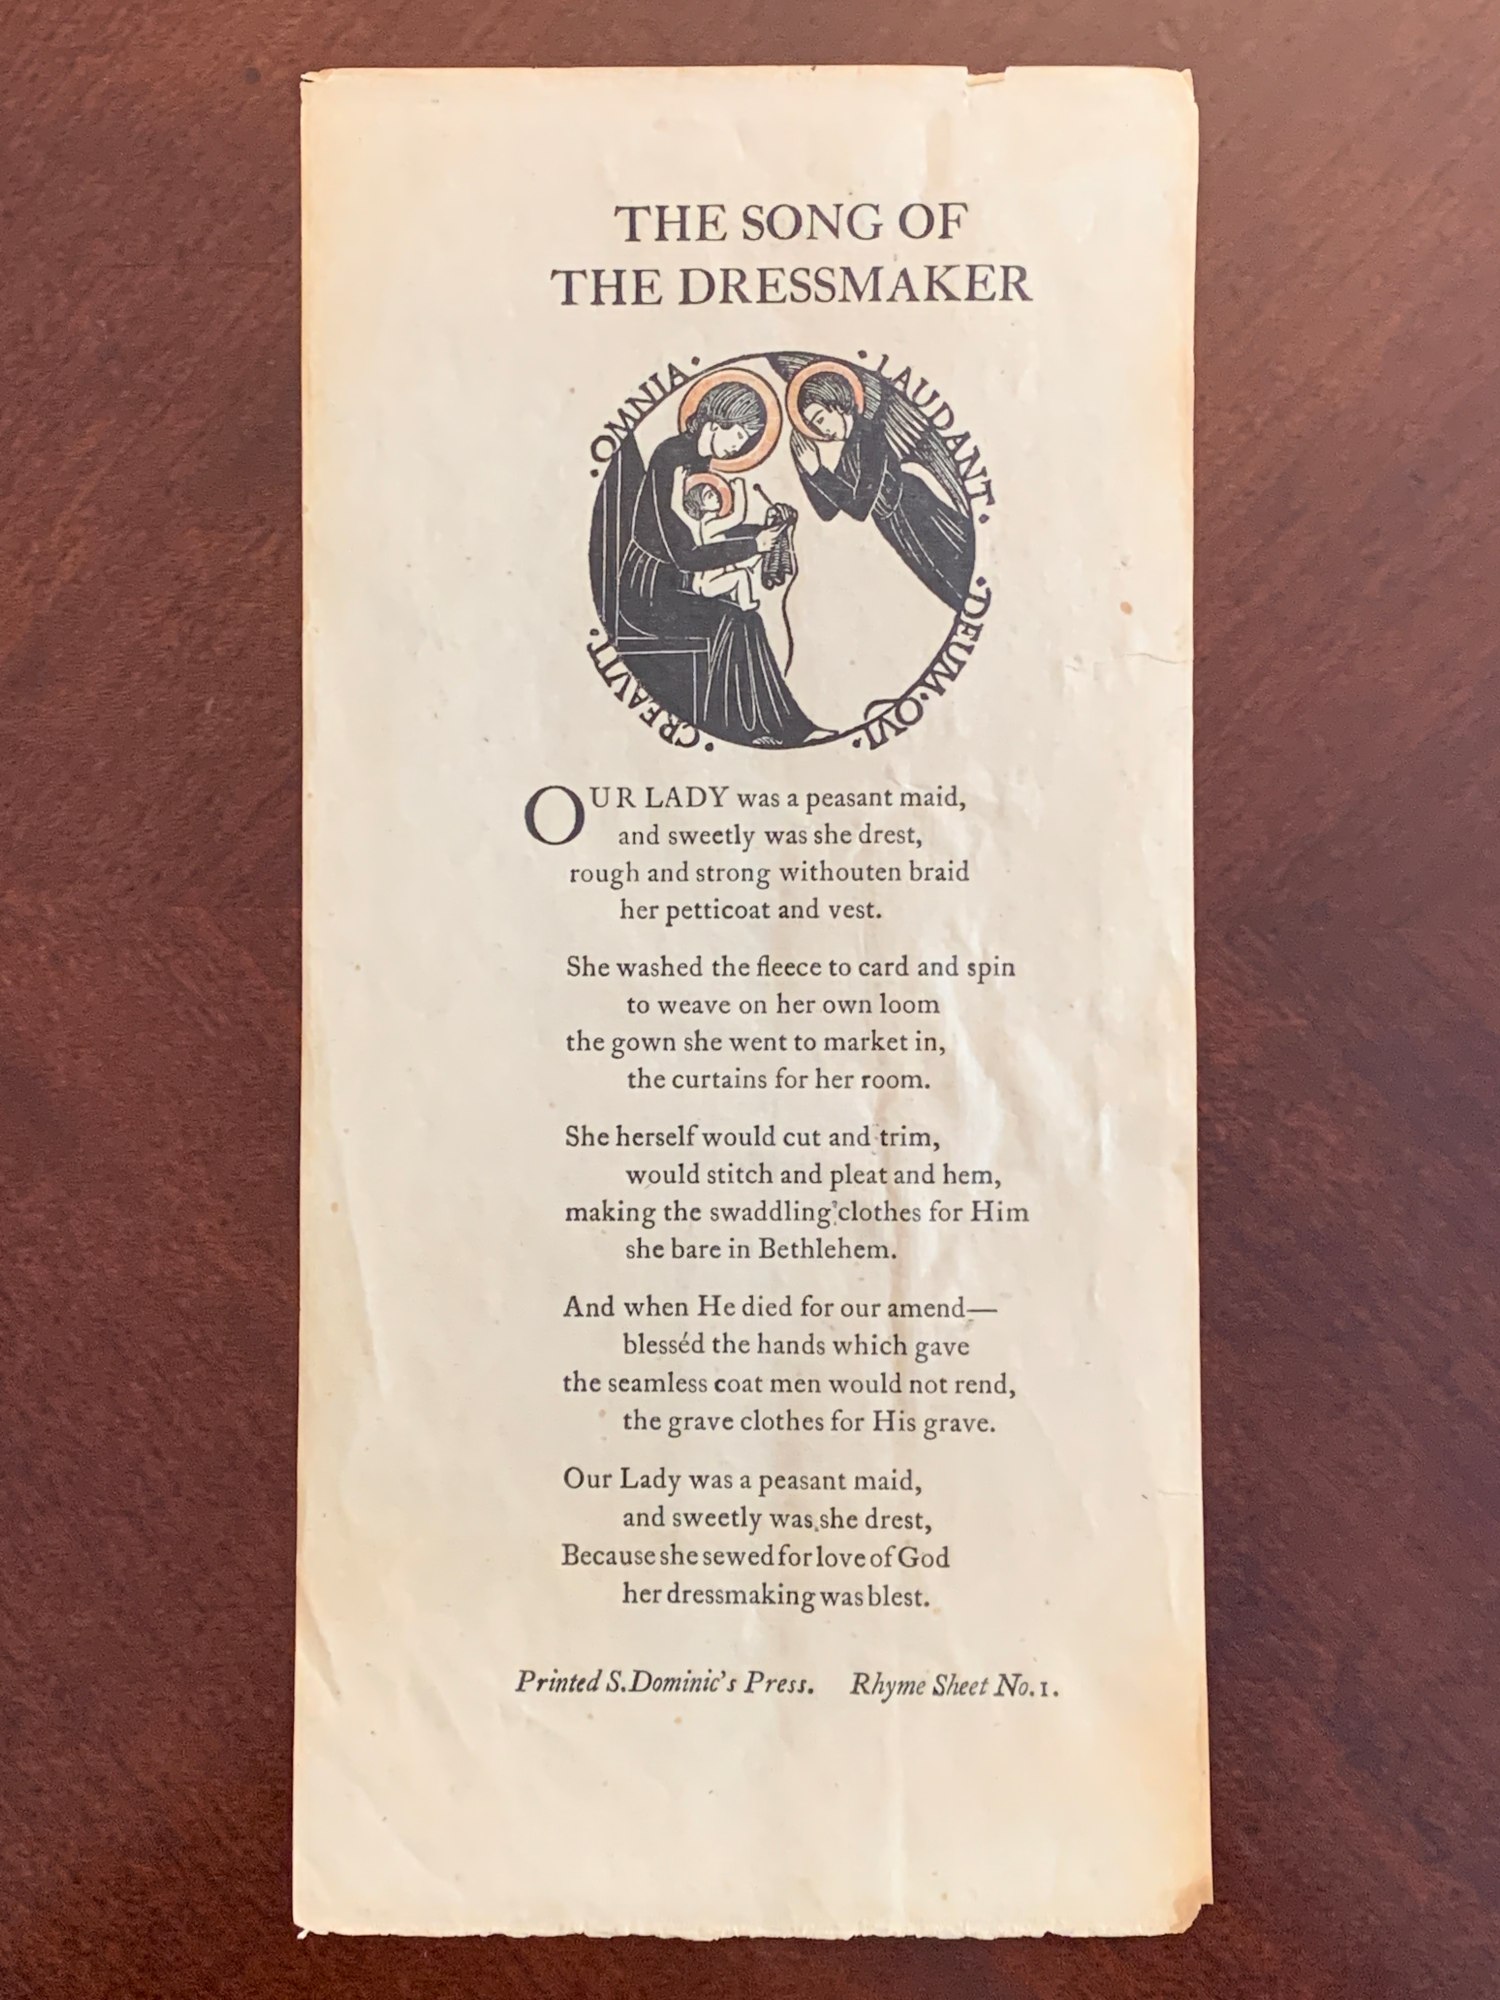 THE SONG OF
THE DRESSMAKER
·OMNIA·
·LAUDANT·
·DEUM·QVI·
·CREAVIT·
OUR LADY was a peasant maid,
and sweetly was she drest,
rough and strong withouten braid
her petticoat and vest.
She washed the fleece to card and spin
to weave on her own loom
the gown she went to market in,
the curtains for her room.
She herself would cut and trim,
would stitch and pleat and hem,
making the swaddling clothes for Him
she bare in Bethlehem.
And when He died for our amend—
blesséd the hands which gave
the seamless coat men would not rend,
the grave clothes for His grave.
Our Lady was a peasant maid,
and sweetly was she drest,
Because she sewed for love of God
her dressmaking was blest.
Printed S.Dominic's Press. Rhyme Sheet No.1.